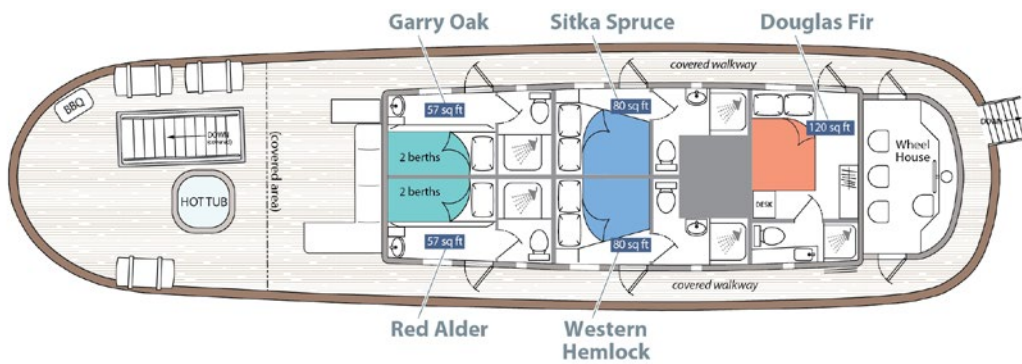 Garry Oak
Sitka Spruce
Douglas Fir
covered walkway
BBQ
57 sq ft
80 sq ft
120 sq ft
DOWN
(covered)
DOWN
(covered area)
2 berths
Wheel
House
HOT TUB
2 berths
DESK
57 sq ft
80 sq ft
covered walkway
Red Alder
Western
Hemlock